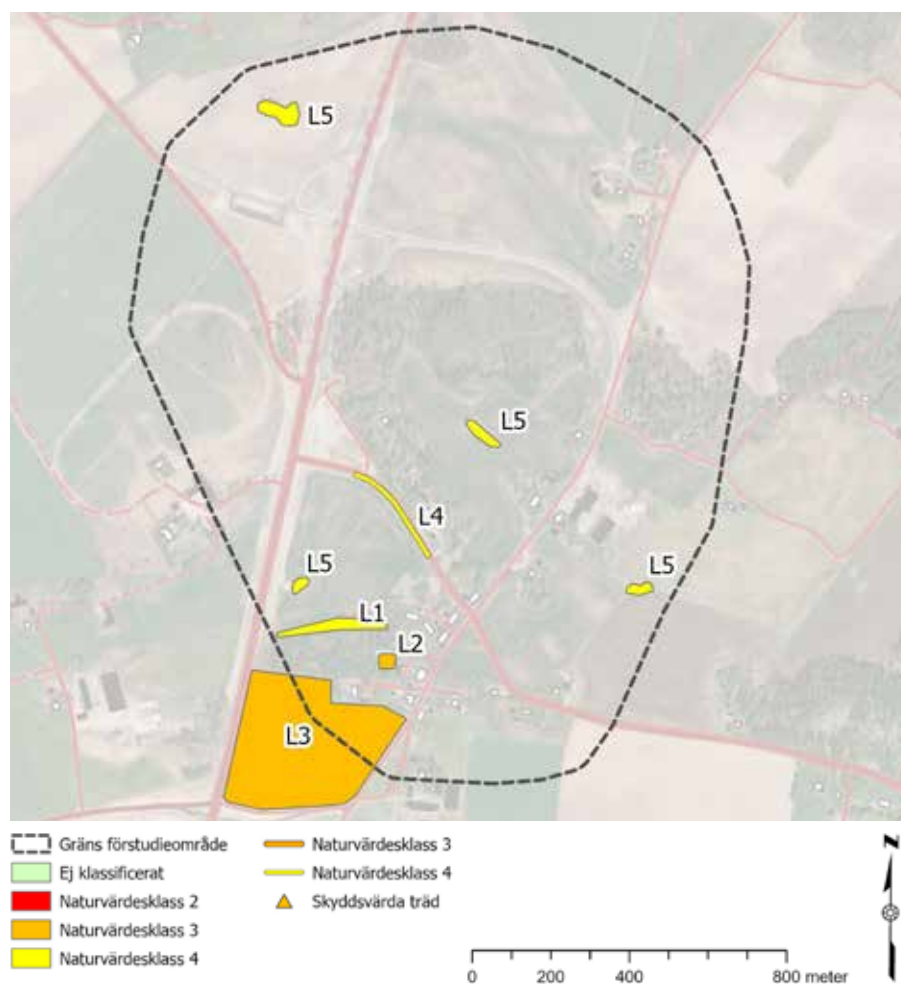 L5
L5
L4
L5
L5
L1
L2
L3
Gräns förstudieområde
Ej klassificerat
Naturvärdesklass 2
Naturvärdesklass 3
Naturvärdesklass 4
Naturvärdesklass 3
Naturvärdesklass 4
Skyddsvärda träd
N
0 200 400 800 meter